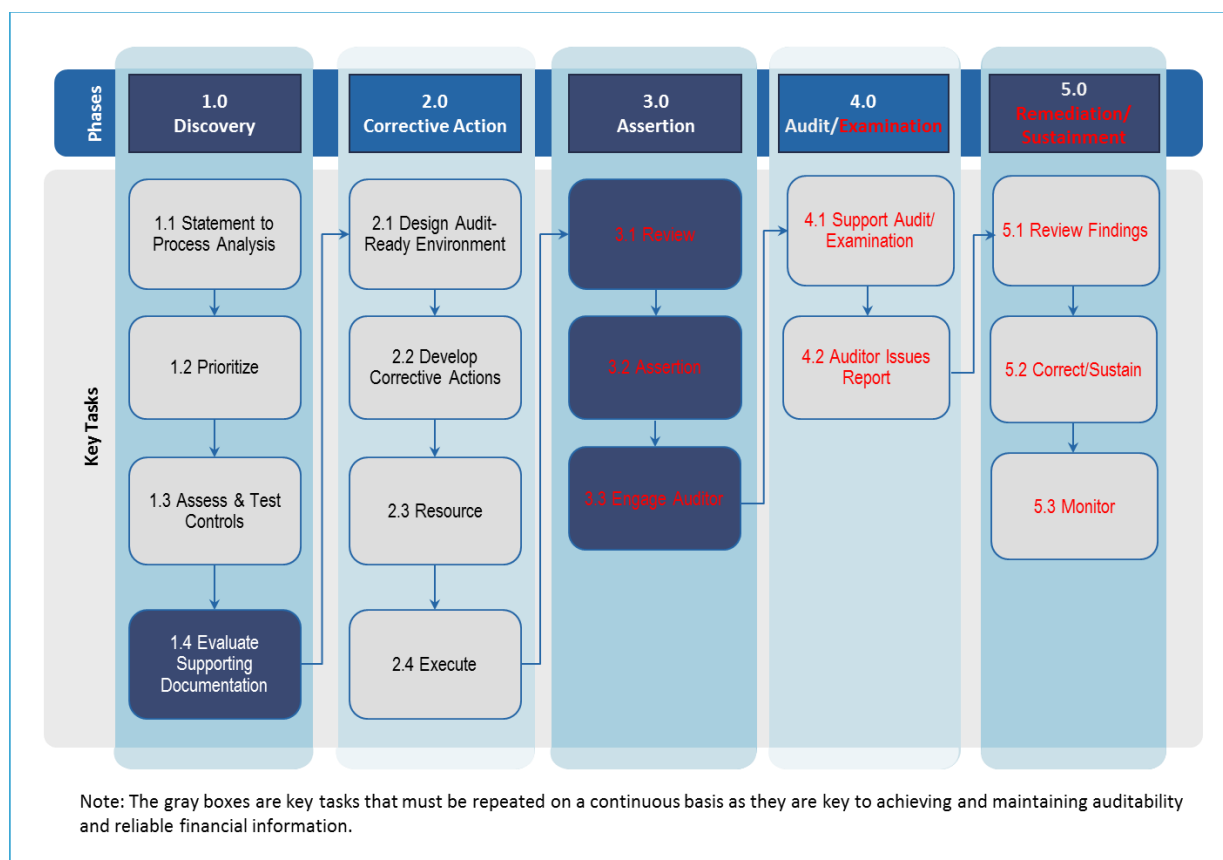 Phases
1.0
Discovery
2.0
Corrective Action
3.0
Assertion
4.0
Audit/Examination
5.0
Remediation/
Sustainment
Key Tasks
1.1 Statement to
Process Analysis
1.2 Prioritize
1.3 Assess & Test
Controls
1.4 Evaluate
Supporting
Documentation
2.1 Design Audit-
Ready Environment
2.2 Develop
Corrective Actions
2.3 Resource
2.4 Execute
3.1 Review
3.2 Assertion
3.3 Engage Auditor
4.1 Support Audit/
Examination
4.2 Auditor Issues
Report
5.1 Review Findings
5.2 Correct/Sustain
5.3 Monitor
Note: The gray boxes are key tasks that must be repeated on a continuous basis as they are key to achieving and maintaining auditability
and reliable financial information.